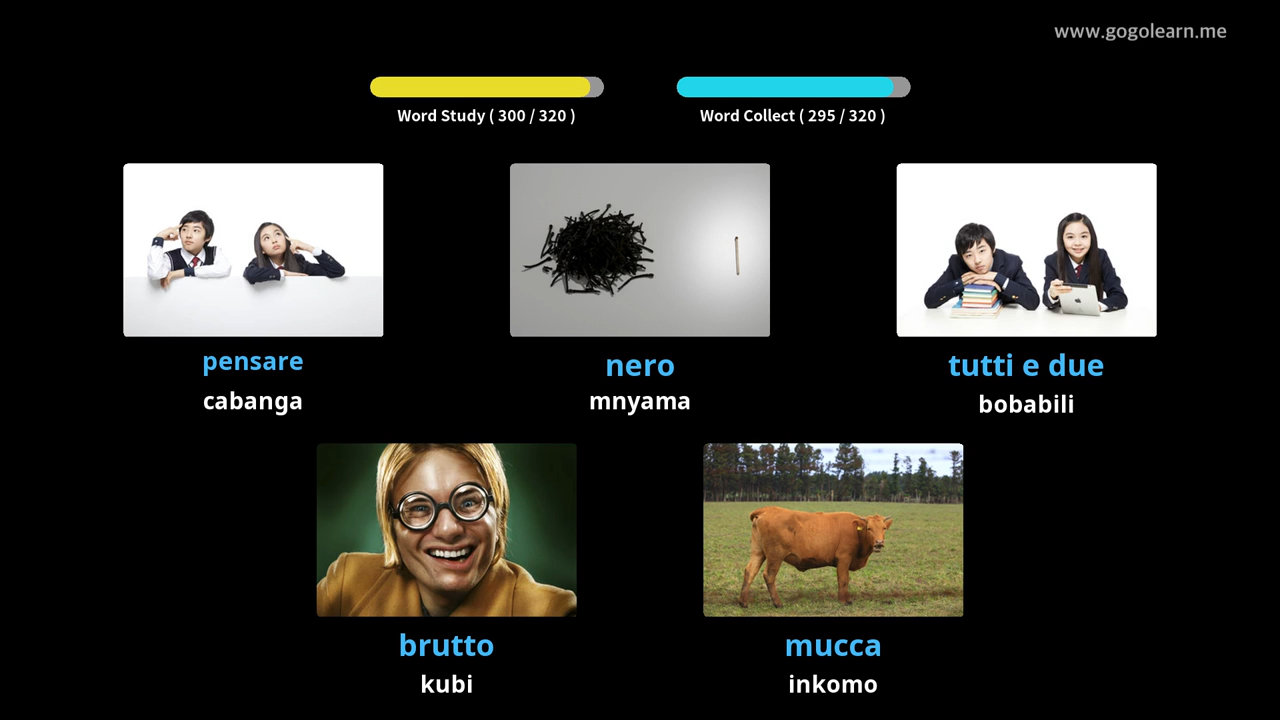 www.gogolearn.me
Word Study ( 300 / 320 )
Word Collect ( 295 / 320 )
pensare
cabanga
nero
mnyama
tutti e due
bobabili
brutto
kubi
mucca
inkomo